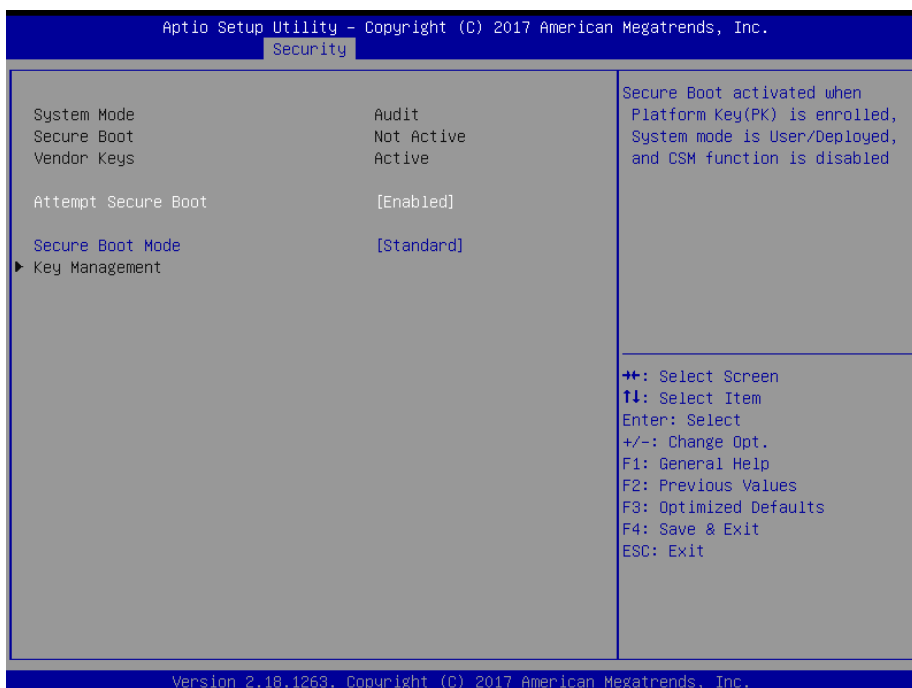 Aptio Setup Utility – Copyright (C) 2017 American Megatrends, Inc.
Security
System Mode Audit
Secure Boot Not Active
Vendor Keys Active
Attempt Secure Boot [Enabled]
Secure Boot Mode [Standard]
Key Management
Secure Boot activated when
Platform Key(PK) is enrolled,
System mode is User/Deployed,
and CSM function is disabled
→←: Select Screen
↑↓: Select Item
Enter: Select
+/-: Change Opt.
F1: General Help
F2: Previous Values
F3: Optimized Defaults
F4: Save & Exit
ESC: Exit
Version 2.18.1263. Copyright (C) 2017 American Megatrends, Inc.